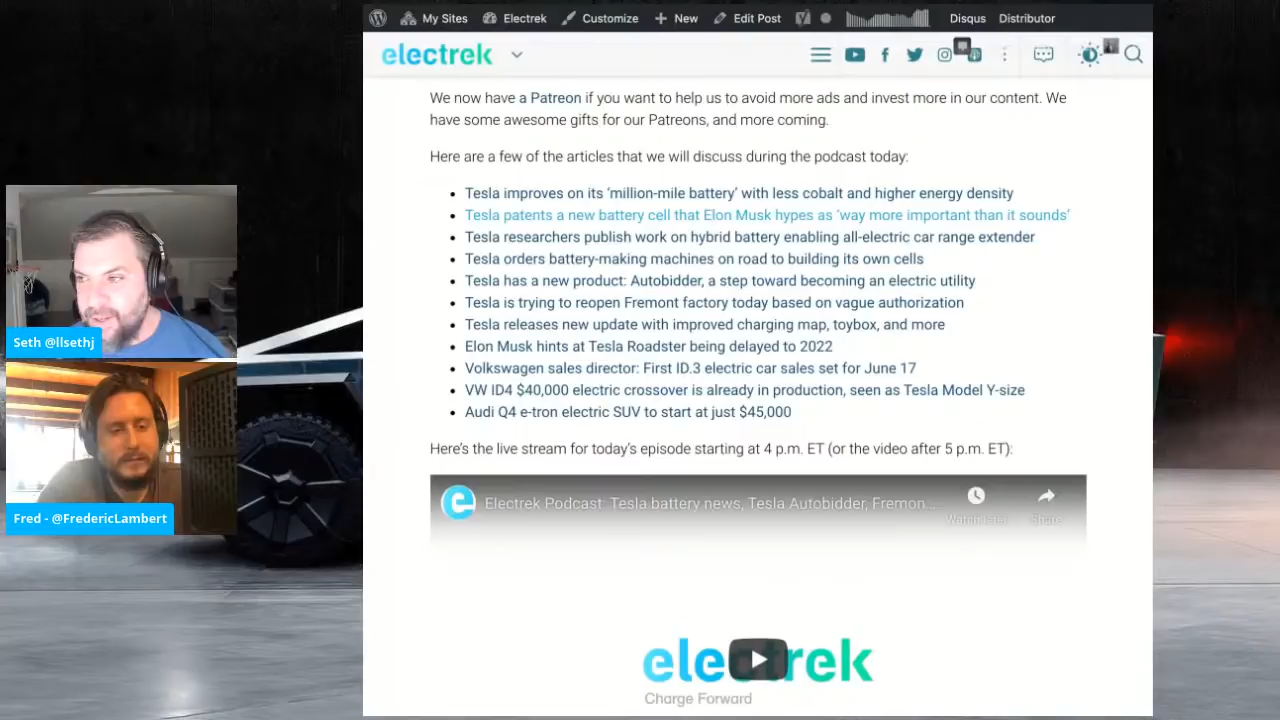 My Sites
Electrek
Customize
New
Edit Post
Disqus
Distributor
electrek
We now have a Patreon if you want to help us to avoid more ads and invest more in our content. We
have some awesome gifts for our Patreons, and more coming.
Here are a few of the articles that we will discuss during the podcast today:
Tesla improves on its ‘million-mile battery’ with less cobalt and higher energy density
Tesla patents a new battery cell that Elon Musk hypes as ‘way more important than it sounds’
Tesla researchers publish work on hybrid battery enabling all-electric car range extender
Tesla orders battery-making machines on road to building its own cells
Tesla has a new product: Autobidder, a step toward becoming an electric utility
Tesla is trying to reopen Fremont factory today based on vague authorization
Tesla releases new update with improved charging map, toybox, and more
Elon Musk hints at Tesla Roadster being delayed to 2022
Volkswagen sales director: First ID.3 electric car sales set for June 17
VW ID4 $40,000 electric crossover is already in production, seen as Tesla Model Y-size
Audi Q4 e-tron electric SUV to start at just $45,000
Here’s the live stream for today’s episode starting at 4 p.m. ET (or the video after 5 p.m. ET):
Electrek Podcast: Tesla battery news, Tesla Autobidder, Fremon...
Watch later
Share
electrek
Charge Forward
Seth @llsethj
Fred - @FredericLambert